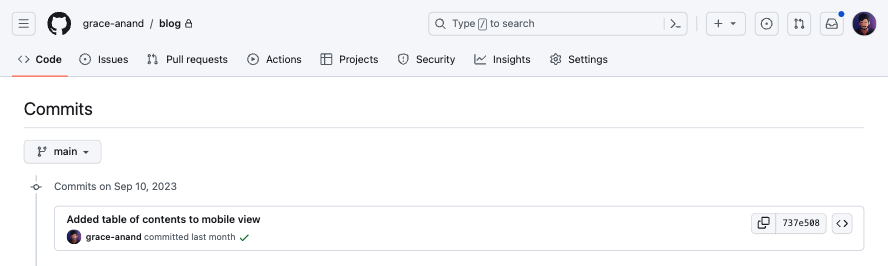 grace-anand / blog
Type / to search
Code Issues Pull requests Actions Projects Security Insights Settings
Commits
main
Commits on Sep 10, 2023
Added table of contents to mobile view
737e508
grace-anand committed last month